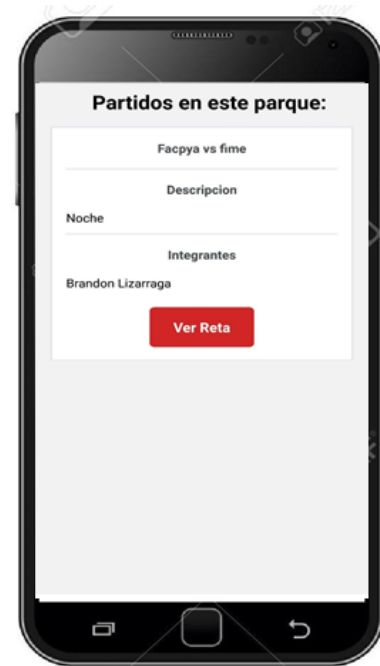 Partidos en este parque:
Facpya vs fime
Descripcion
Noche
Integrantes
Brandon Lizarraga
Ver Reta